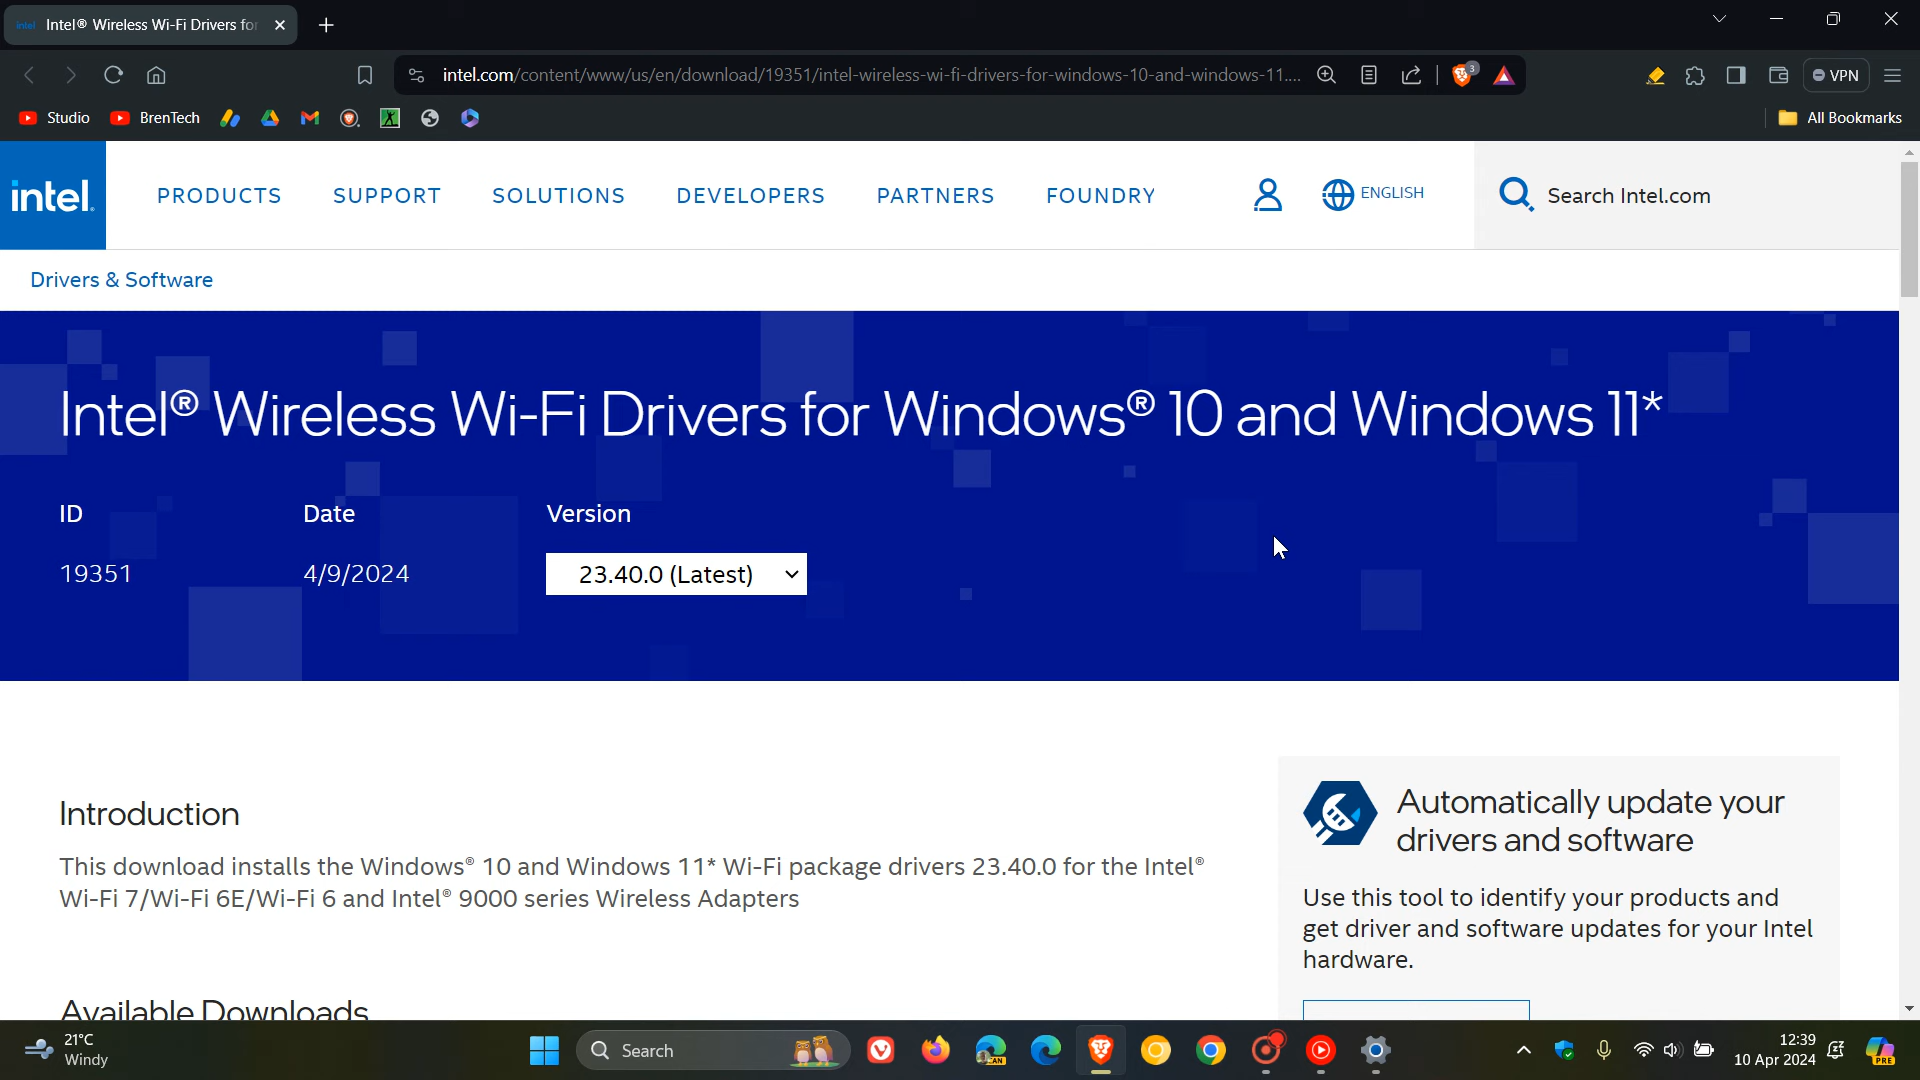 intel Intel® Wireless Wi-Fi Drivers for
intel.com/content/www/us/en/download/19351/intel-wireless-wi-fi-drivers-for-windows-10-and-windows-11....
3
VPN
Studio
BrenTech
All Bookmarks
intel.
PRODUCTS
SUPPORT
SOLUTIONS
DEVELOPERS
PARTNERS
FOUNDRY
ENGLISH
Search Intel.com
Drivers & Software
Intel® Wireless Wi-Fi Drivers for Windows® 10 and Windows 11*
ID
Date
Version
19351
4/9/2024
23.40.0 (Latest)
Introduction
This download installs the Windows® 10 and Windows 11* Wi-Fi package drivers 23.40.0 for the Intel®
Wi-Fi 7/Wi-Fi 6E/Wi-Fi 6 and Intel® 9000 series Wireless Adapters
Available Downloads
Automatically update your
drivers and software
Use this tool to identify your products and
get driver and software updates for your Intel
hardware.
21°C
Windy
Search
CAN
12:39
10 Apr 2024
PRE